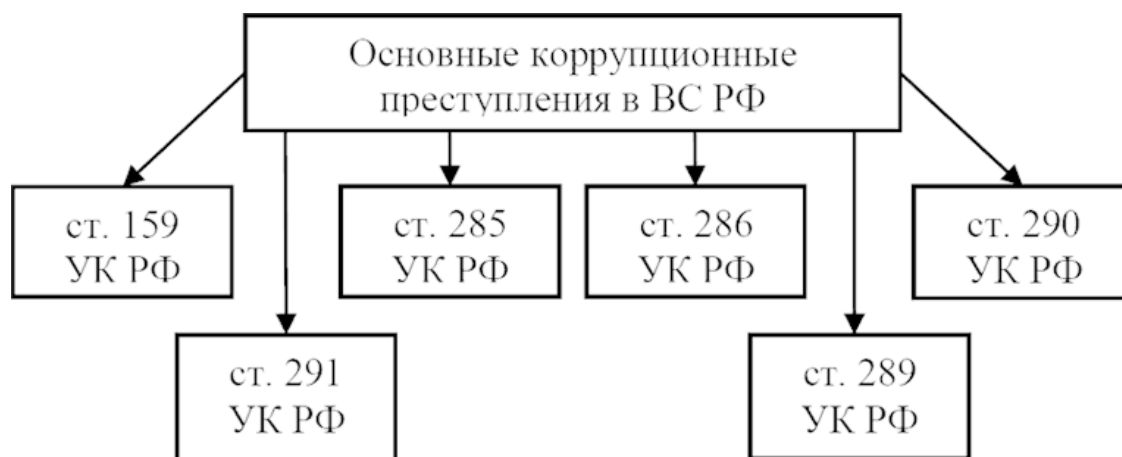 Основные коррупционные
преступления в ВС РФ
ст. 159
УК РФ
ст. 285
УК РФ
ст. 286
УК РФ
ст. 290
УК РФ
ст. 291
УК РФ
ст. 289
УК РФ